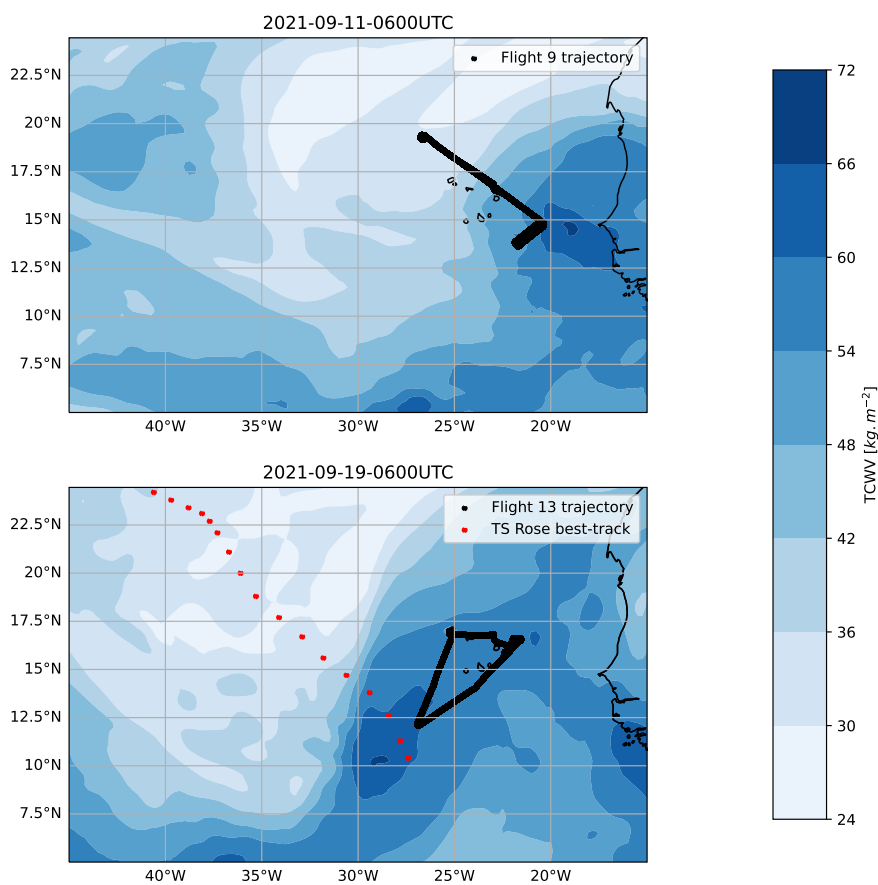 2021-09-11-0600UTC
Flight 9 trajectory
22.5°N
20°N
17.5°N
15°N
12.5°N
10°N
7.5°N
40°W 35°W 30°W 25°W 20°W
2021-09-19-0600UTC
Flight 13 trajectory
TS Rose best-track
22.5°N
20°N
17.5°N
15°N
12.5°N
10°N
7.5°N
40°W 35°W 30°W 25°W 20°W
72
66
60
54
48
42
36
30
24
TCWV [kg. m⁻²]